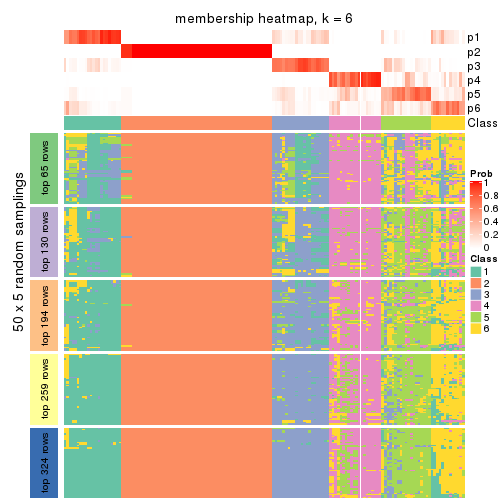 membership heatmap, k = 6
p1
p2
p3
p4
p5
p6
Class
50 x 5 random samplings
top 65 rows
top 130 rows
top 194 rows
top 259 rows
top 324 rows
Prob
1
0.8
0.6
0.4
0.2
0
Class
1
2
3
4
5
6